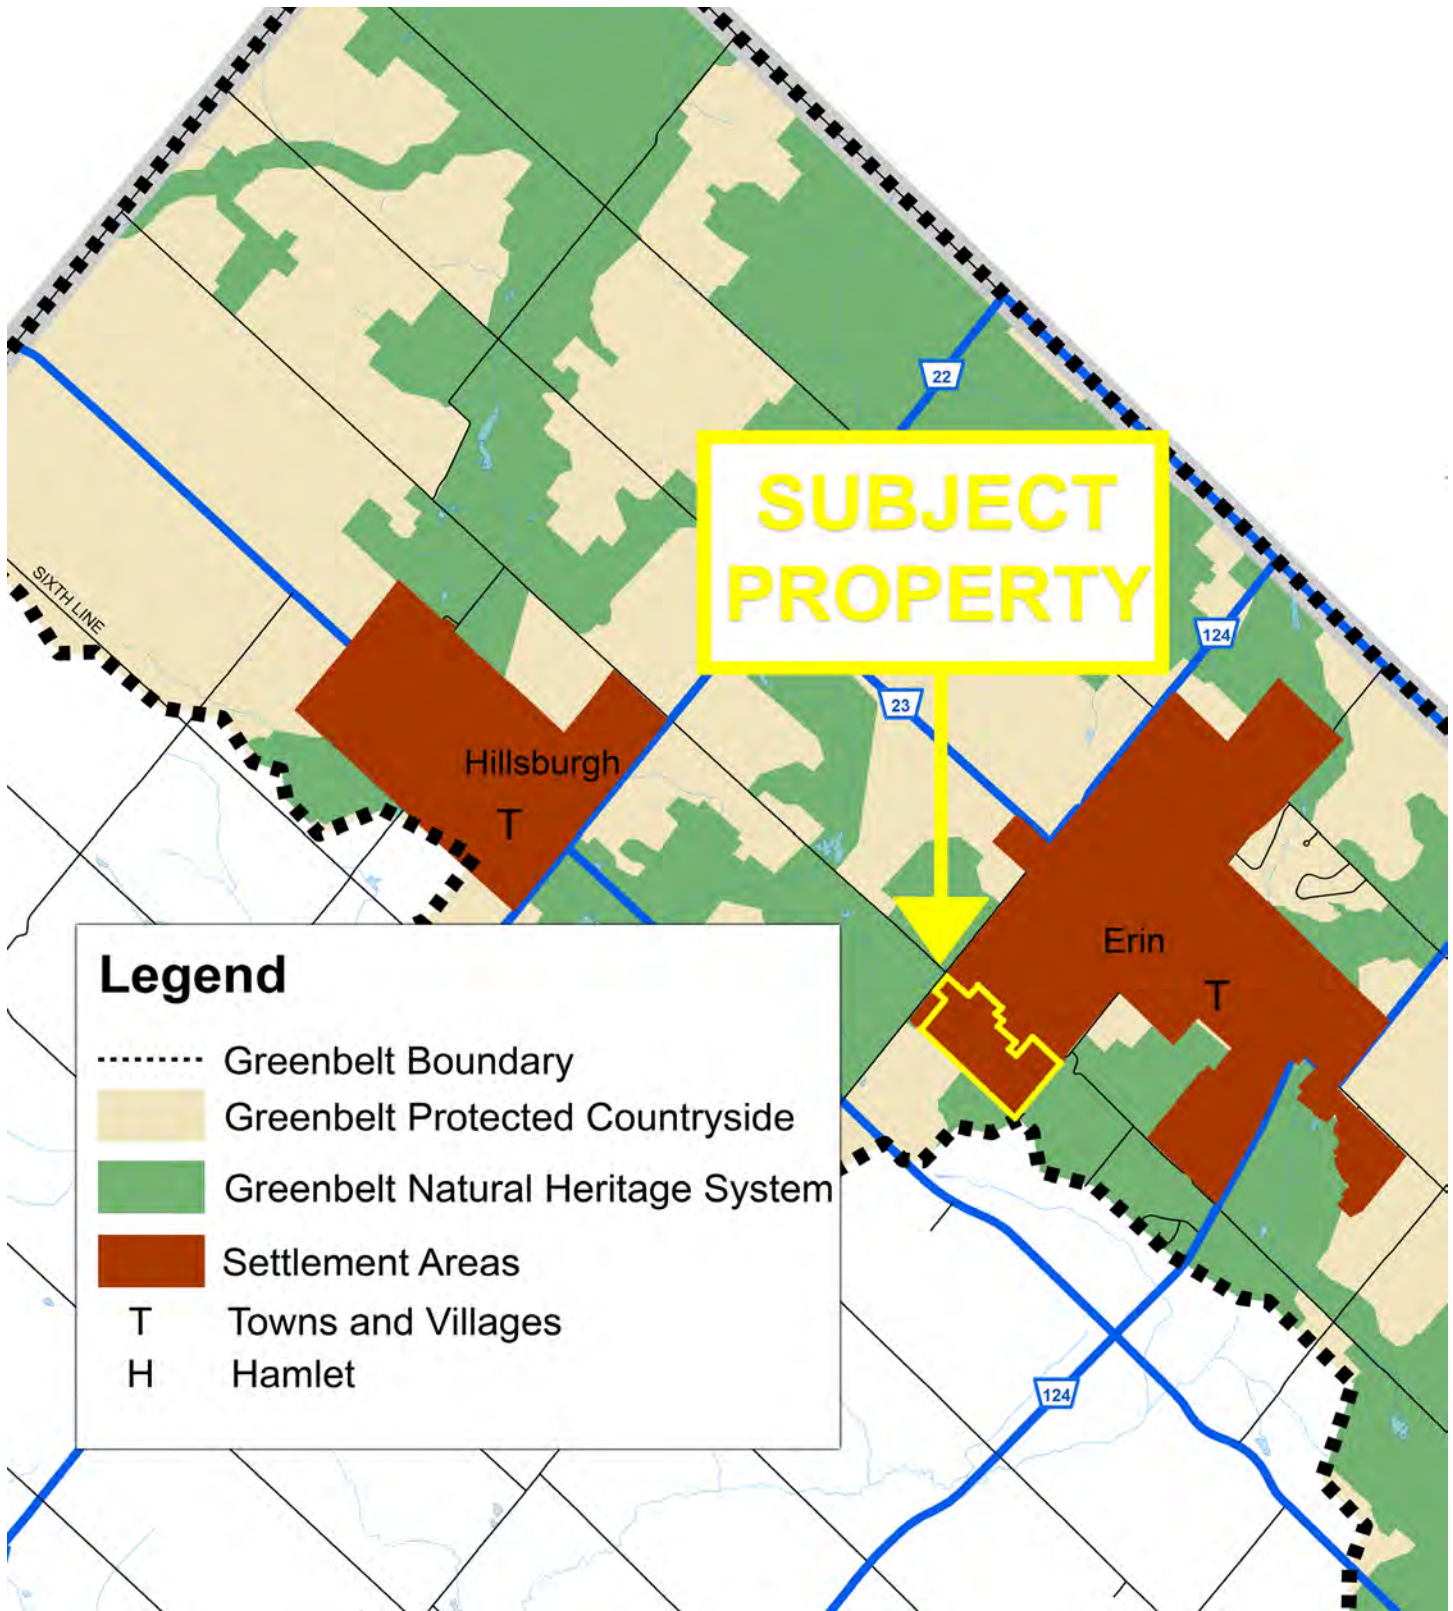 22
SUBJECT
PROPERTY
SIXTH LINE
124
23
Hillsburgh
T
Erin
T
Legend
Greenbelt Boundary
Greenbelt Protected Countryside
Greenbelt Natural Heritage System
Settlement Areas
T Towns and Villages
H Hamlet
124